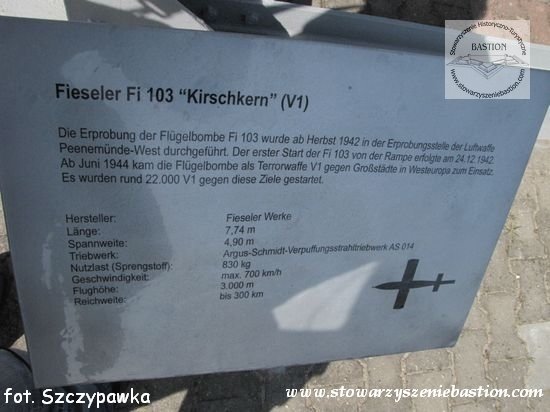 Stowarzyszenie Historyczno-Turystyczne
BASTION
www.stowarzyszeniebastion.com
Fieseler Fi 103 "Kirschkern" (V1)
Die Erprobung der Flügelbombe Fi 103 wurde ab Herbst 1942 in der Erprobungsstelle der Luftwaffe
Peenemünde-West durchgeführt. Der erster Start der Fi 103 von der Rampe erfolgte am 24.12.1942.
Ab Juni 1944 kam die Flügelbombe als Terrorwaffe V1 gegen Großstädte in Westeuropa zum Einsatz.
Es wurden rund 22.000 V1 gegen diese Ziele gestartet.
Hersteller: Fieseler Werke
Länge: 7,74 m
Spannweite: 4,90 m
Triebwerk: Argus-Schmidt-Verpuffungsstrahltriebwerk AS 014
Nutzlast (Sprengstoff): 830 kg
Geschwindigkeit: max. 700 km/h
Flughöhe: 3.000 m
Reichweite: bis 300 km
fot. Szczypawka
www.stowarzyszeniebastion.com